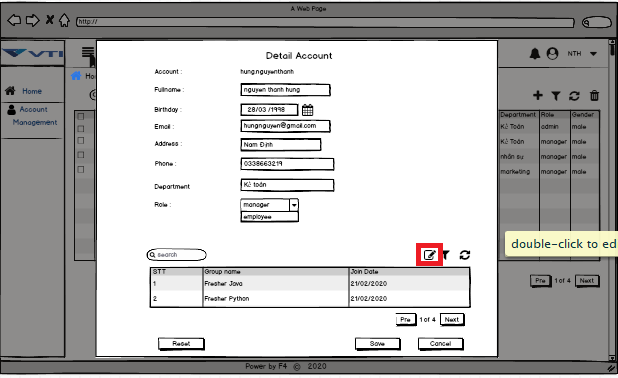 A Web Page
http://
VTI
NTH
Home
Account
Management
Ho
Detail Account
Account : hung.nguyenthanh
Fullname : nguyen thanh hung
Birthday : 28/03 /1998
Email : hungnguyen@gmail.com
Address : Nam Định
Phone : 0338663219
Department Kế toán
Role : manager
employee
Department Role Gender
Kế Toán admin male
Kế Toán manager male
nhân sự manager male
marketing manager male
double-click to ed
search
STT Group name Join Date
1 Fresher Java 21/02/2020
2 Fresher Python 21/02/2020
Pre 1 of 4 Next
Pre 1 of 4 Next
Reset Save Cancel
Power by F4 © 2020